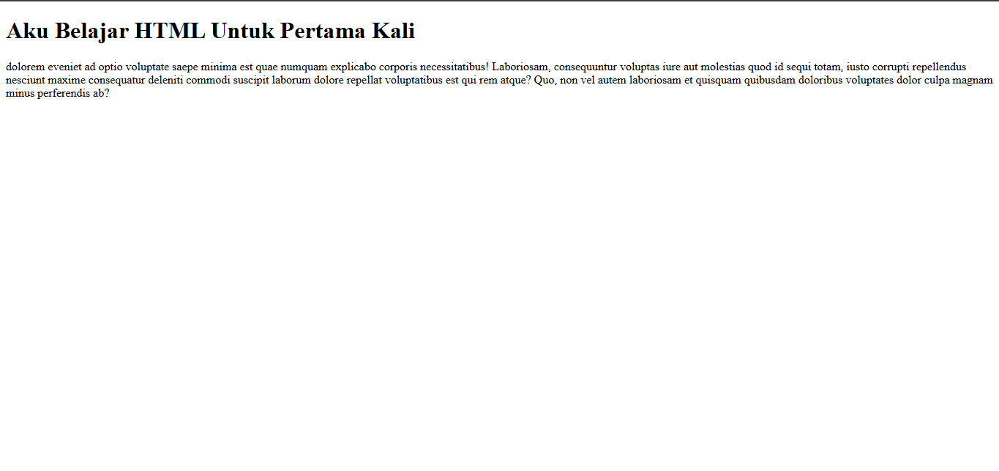 Aku Belajar HTML Untuk Pertama Kali
dolorem eveniet ad optio voluptate saepe minima est quae numquam explicabo corporis necessitatibus! Laboriosam, consequuntur voluptas iure aut molestias quod id sequi totam, iusto corrupti repellendus
nesciunt maxime consequatur deleniti commodi suscipit laborum dolore repellat voluptatibus est qui rem atque? Quo, non vel autem laboriosam et quisquam quibusdam doloribus voluptates dolor culpa magnam
minus perferendis ab?